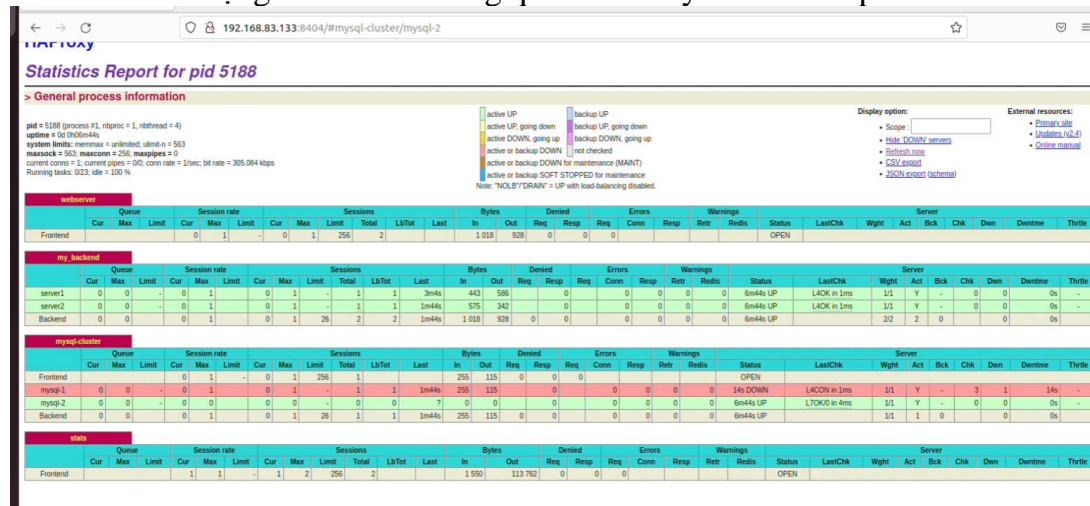 192.168.83.133:8404/#mysql-cluster/mysql-2
HAProxy
Statistics Report for pid 5188
> General process information
pid = 5188 (process #1, nbproc = 1, nbthread = 4)
uptime = 0d 0h06m44s
system limits: memmax = unlimited; ulimit-n = 563
maxsock = 563; maxconn = 256; maxpipes = 0
current conns = 1; current pipes = 0/0; conn rate = 1/sec; bit rate = 305.084 kbps
Running tasks: 0/23; idle = 100 %
active UP backup UP
active UP, going down backup UP, going down
active DOWN, going up backup DOWN, going up
active or backup DOWN not checked
active or backup DOWN for maintenance (MAINT)
active or backup SOFT STOPPED for maintenance
Note: "NOLB"/"DRAIN" = UP with load-balancing disabled.
Display option:
• Scope :
• Hide 'DOWN' servers
• Refresh now
• CSV export
• JSON export (schema)
External resources:
• Primary site
• Updates (v2.4)
• Online manual
webserver
Queue Session rate Sessions Bytes Denied Errors Warnings Server
Cur Max Limit Cur Max Limit Cur Max Limit Total LbTot Last In Out Req Resp Req Conn Resp Retr Redis Status LastChk Wght Act Bck Chk Dwn Dwntme Thrtle
Frontend 0 1 - 0 1 256 2 1 018 928 0 0 0 OPEN
my_backend
Queue Session rate Sessions Bytes Denied Errors Warnings Server
Cur Max Limit Cur Max Limit Cur Max Limit Total LbTot Last In Out Req Resp Req Conn Resp Retr Redis Status LastChk Wght Act Bck Chk Dwn Dwntme Thrtle
server1 0 0 - 0 1 0 1 - 1 1 3m4s 443 586 0 0 0 0 0 6m44s UP L4OK in 1ms 1/1 Y - 0 0 0s -
server2 0 0 - 0 1 0 1 - 1 1 1m44s 575 342 0 0 0 0 0 6m44s UP L4OK in 1ms 1/1 Y - 0 0 0s -
Backend 0 0 0 1 0 1 26 2 2 1m44s 1 018 928 0 0 0 0 0 0 6m44s UP 2/2 2 0 0 0s
mysql-cluster
Queue Session rate Sessions Bytes Denied Errors Warnings Server
Cur Max Limit Cur Max Limit Cur Max Limit Total LbTot Last In Out Req Resp Req Conn Resp Retr Redis Status LastChk Wght Act Bck Chk Dwn Dwntme Thrtle
Frontend 0 1 - 0 1 256 1 255 115 0 0 0 OPEN
mysql-1 0 0 - 0 1 0 1 - 1 1 1m44s 255 115 0 0 0 0 0 14s DOWN L4CON in 1ms 1/1 Y - 3 1 14s -
mysql-2 0 0 - 0 0 0 0 - 0 0 ? 0 0 0 0 0 0 0 6m44s UP L7OK/0 in 4ms 1/1 Y - 0 0 0s -
Backend 0 0 0 1 0 1 26 1 1 1m44s 255 115 0 0 0 0 0 0 6m44s UP 1/1 1 0 0 0s
stats
Queue Session rate Sessions Bytes Denied Errors Warnings Server
Cur Max Limit Cur Max Limit Cur Max Limit Total LbTot Last In Out Req Resp Req Conn Resp Retr Redis Status LastChk Wght Act Bck Chk Dwn Dwntme Thrtle
Frontend 1 1 - 1 2 256 2 1 550 113 762 0 0 0 OPEN